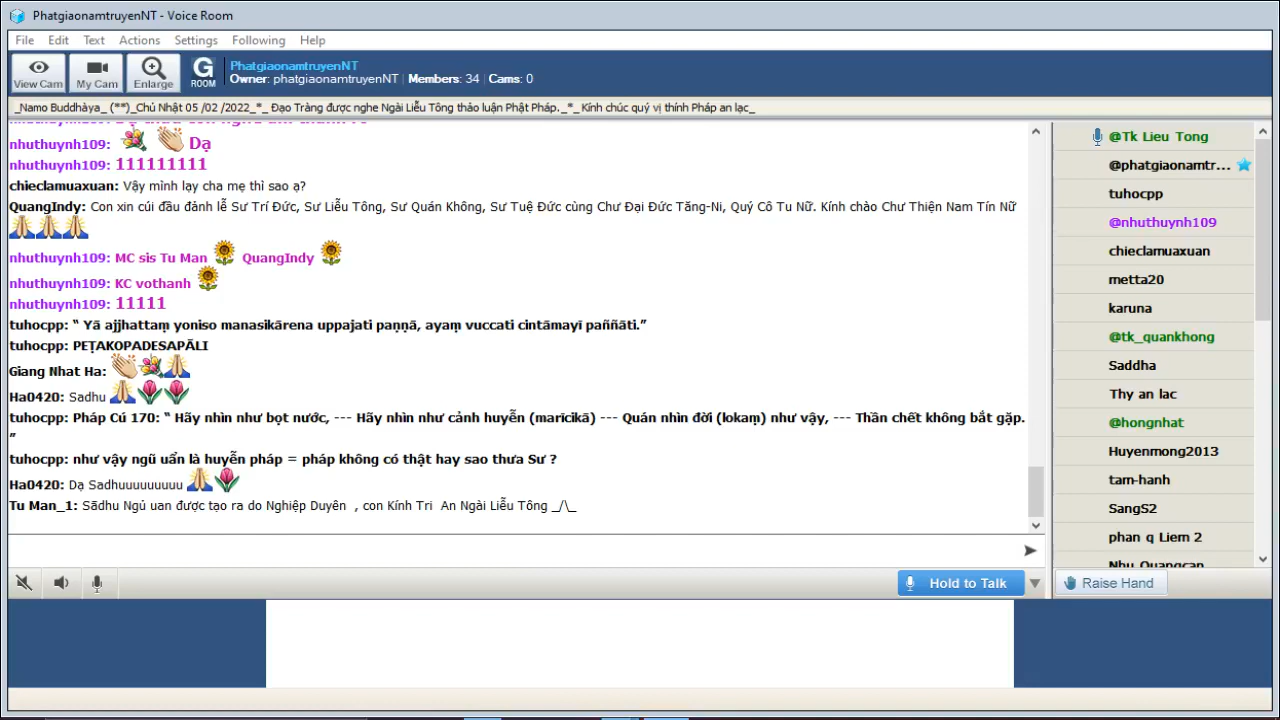 PhatgiaonamtruyenNT - Voice Room
File Edit Text Actions Settings Following Help
View Cam
My Cam
Enlarge
G
ROOM
PhatgiaonamtruyenNT
Owner: phatgiaonamtruyenNT Members: 34 Cams: 0
_Namo Buddhàya_ (**)_Chủ Nhật 05 /02 /2022_*_ Đạo Tràng được nghe Ngài Liễu Tông thảo luận Phật Pháp._*_ Kính chúc quý vị thính Pháp an lạc_
nhuthuynh109: Dạ
nhuthuynh109: 111111111
chieclamuaxuan: Vậy mình lạy cha mẹ thì sao ạ?
QuangIndy: Con xin cúi đầu đảnh lễ Sư Trí Đức, Sư Liễu Tông, Sư Quán Không, Sư Tuệ Đức cùng Chư Đại Đức Tăng-Ni, Quý Cô Tu Nữ. Kính chào Chư Thiện Nam Tín Nữ
nhuthuynh109: MC sis Tu Man QuangIndy
nhuthuynh109: KC vothanh
nhuthuynh109: 11111
tuhocpp: “ Yā ajjhattaṃ yoniso manasikārena uppajati paṇṇā, ayaṃ vuccati cintāmayī paññāti.”
tuhocpp: PEṬAKOPADESAPĀLI
Giang Nhat Ha:
Ha0420: Sadhu
tuhocpp: Pháp Cú 170: “ Hãy nhìn như bọt nước, --- Hãy nhìn như cảnh huyễn (marīcikā) --- Quán nhìn đời (lokaṃ) như vậy, --- Thần chết không bắt gặp.
”
tuhocpp: như vậy ngũ uẩn là huyễn pháp = pháp không có thật hay sao thưa Sư ?
Ha0420: Dạ Sadhuuuuuuuuu
Tu Man_1: Sãdhu Ngủ uan được tạo ra do Nghiệp Duyên , con Kính Tri An Ngài Liễu Tông _/\_
Hold to Talk
@Tk Lieu Tong
@phatgiaonamtr...
tuhocpp
@nhuthuynh109
chieclamuaxuan
metta20
karuna
@tk_quankhong
Saddha
Thy an lac
@hongnhat
Huyenmong2013
tam-hanh
SangS2
phan q Liem 2
Raise Hand